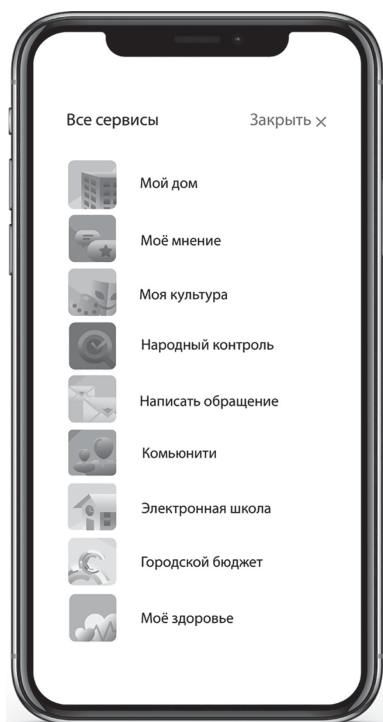 Все сервисы Закрыть ×
Мой дом
Моё мнение
Моя культура
Народный контроль
Написать обращение
Комьюнити
Электронная школа
Городской бюджет
Моё здоровье